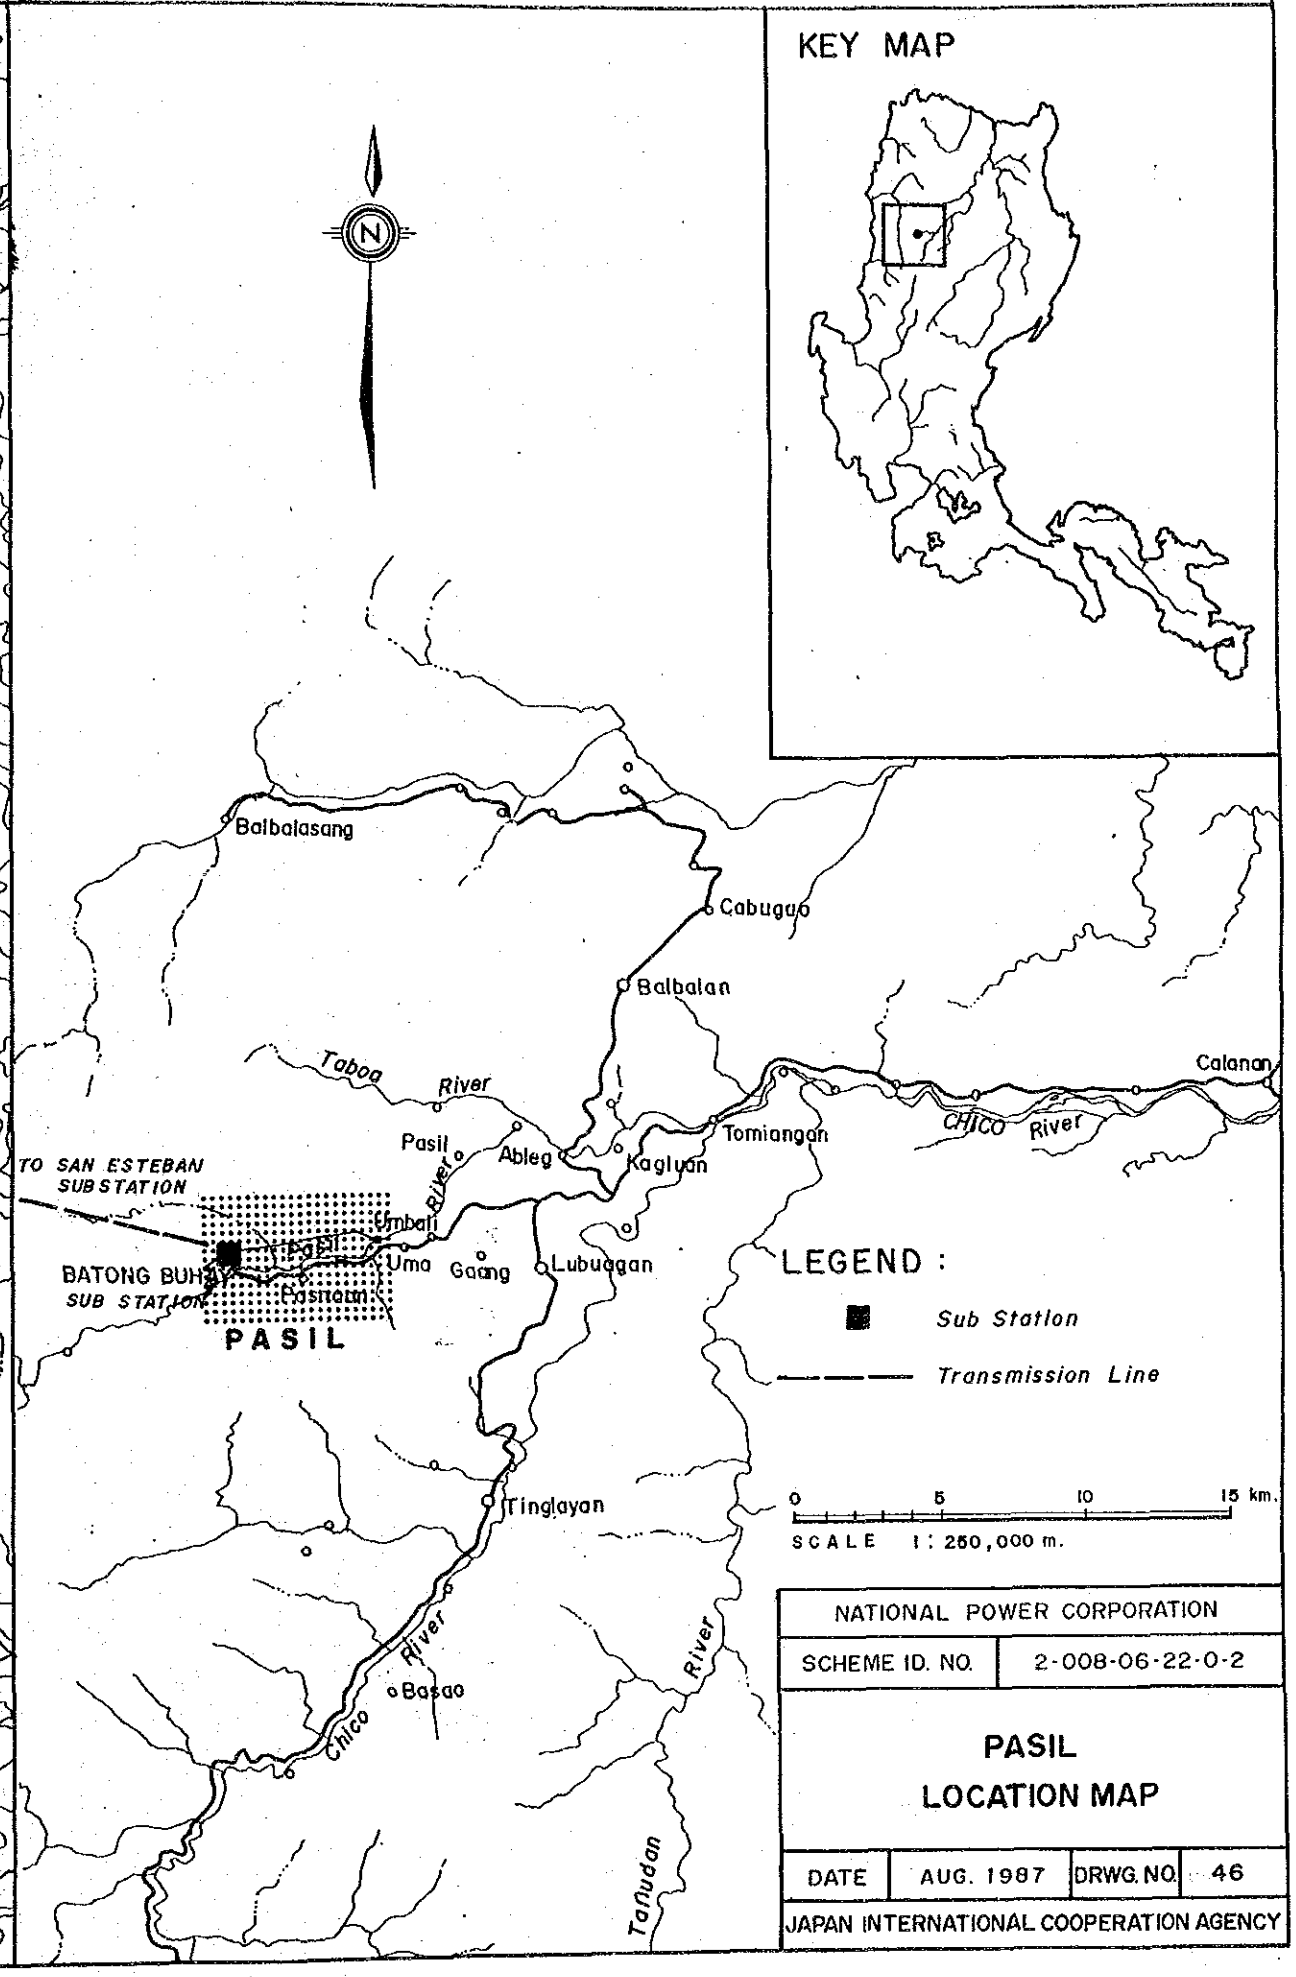 KEY MAP
N
Balbalasang
Cabugao
Balbalan
Taboa River
Calanan
CHICO River
Tomiangan
Pasil
River
Ableg
Kagluan
TO SAN ESTEBAN
SUBSTATION
Umbali
Pasil
Uma
Gaang
Lubuagan
BATONG BUHAY
SUB STATION
PASIL
LEGEND :
Sub Station
Transmission Line
Tinglayan
0 5 10 15 km.
SCALE 1: 250,000 m.
River
Chico
Basao
River
Tañudan
NATIONAL POWER CORPORATION
SCHEME ID. NO. 2-008-06-22-0-2
PASIL
LOCATION MAP
DATE AUG. 1987 DRWG. NO. 46
JAPAN INTERNATIONAL COOPERATION AGENCY